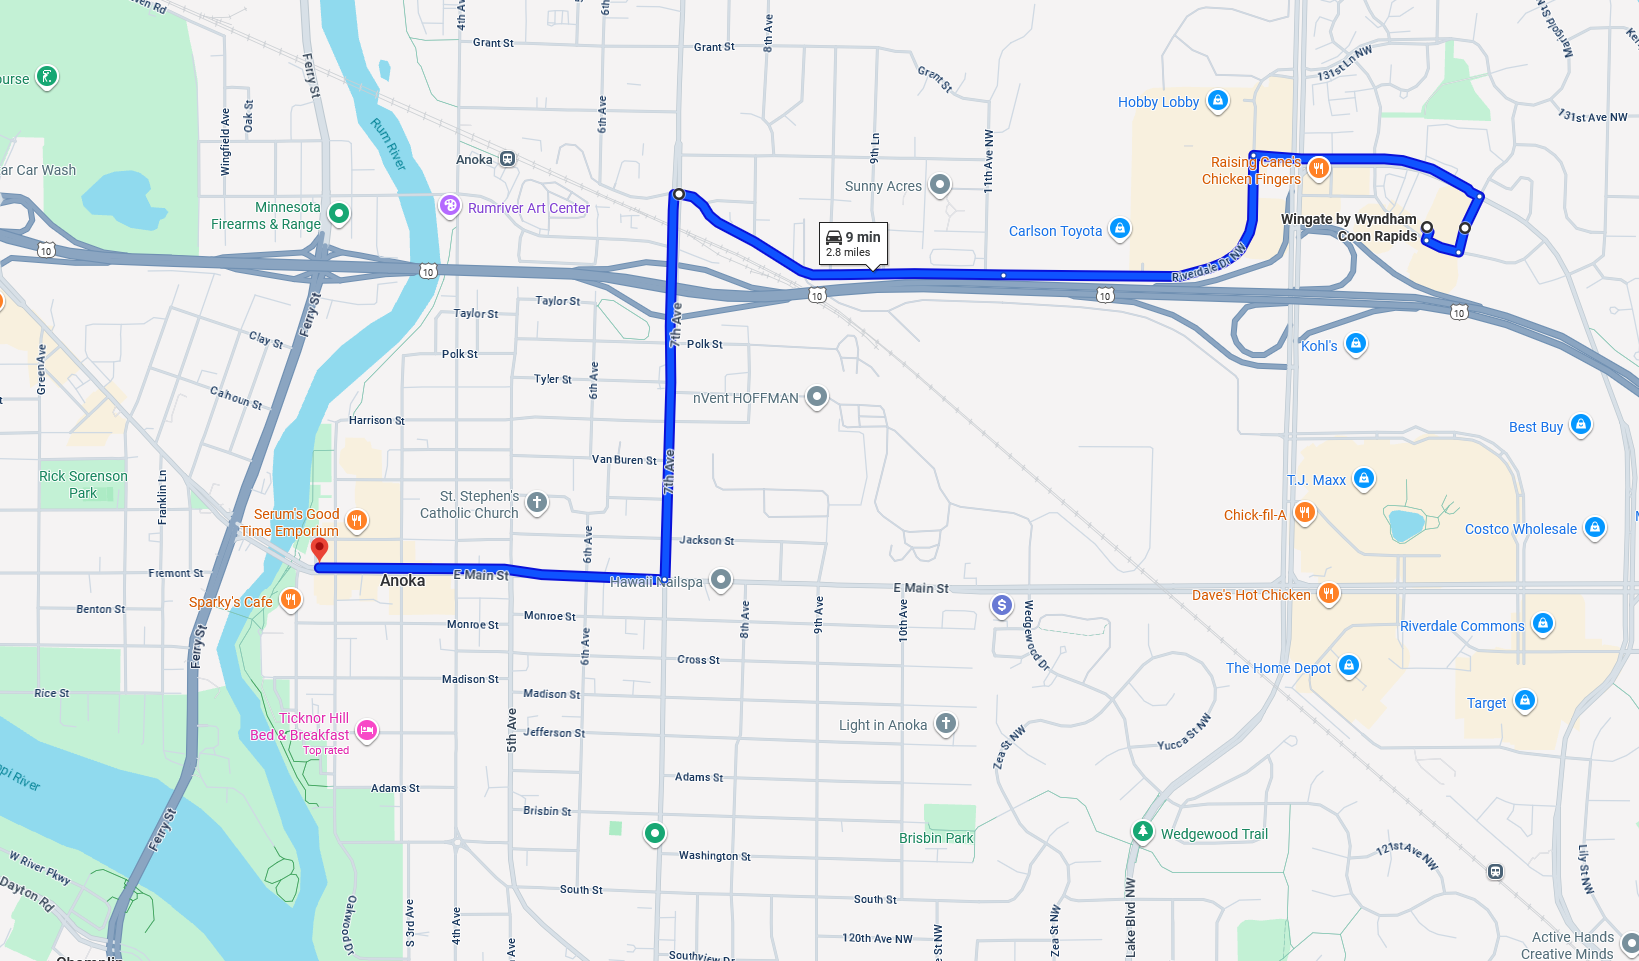 Grant St
Grant St
Grent St
4th Ave
6th Ave
8th Ave
Ferry St
Wingfield Ave
Oak St
Rum River
6th Ave
Anoka
9th Ln
11th Ave NW
Sunny Acres
Hobby Lobby
131st Ln NW
Marigold St NW
131st Ave NW
Raising Cane's
Chicken Fingers
Minnesota
Firearms & Range
Rumriver Art Center
Carlson Toyota
Wingate by Wyndham
Coon Rapids
9 min
2.8 miles
Riverdale Dr NW
10
10
10
10
10
Ferry St
Taylor St
Taylor St
7th Ave
Polk St
Polk St
Clay St
Green Ave
Kohl's
Tyler St
6th Ave
Cahoun St
nVent HOFFMAN
Harrison St
Best Buy
Van Buren St
7th Ave
Rick Sorenson
Park
Franklin Ln
St. Stephen's
Catholic Church
T.J. Maxx
Serum's Good
Time Emporium
Chick-fil-A
Costco Wholesale
6th Ave
Jackson St
Fremont St
Anoka
E Main St
Hawaii Nailspa
E Main St
Dave's Hot Chicken
Benton St
Sparky's Cafe
Monroe St
Monroe St
8th Ave
9th Ave
10th Ave
Wedgewood Dr
Riverdale Commons
Ferry St
6th Ave
Cross St
The Home Depot
Madison St
Madison St
Rice St
Target
Ticknor Hill
Bed & Breakfast
Top rated
5th Ave
Jefferson St
Light in Anoka
Zea St NW
Yucca St NW
Adams St
Adams St
Brisbin St
Ferry St
Brisbin Park
Wedgewood Trail
Washington St
121st Ave NW
W River Pkwy
Dayton Rd
South St
South St
Lily St NW
Oakwood Dr
S 3rd Ave
4th Ave
Lake Blvd NW
Zea St NW
120th Ave NW
Southview Dr
Active Hands
Creative Minds